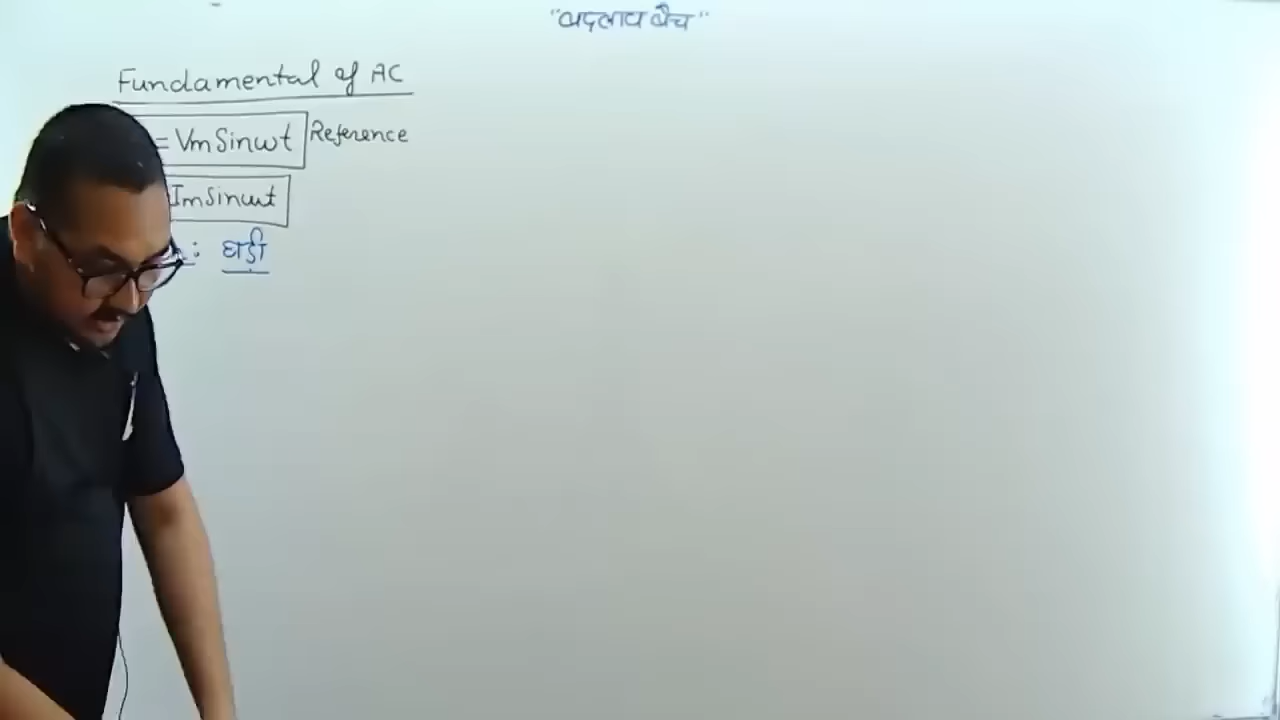 "बदलाव बैच"
Fundamental of AC
= Vm Sinωt Reference
Im Sinωt
: घड़ी